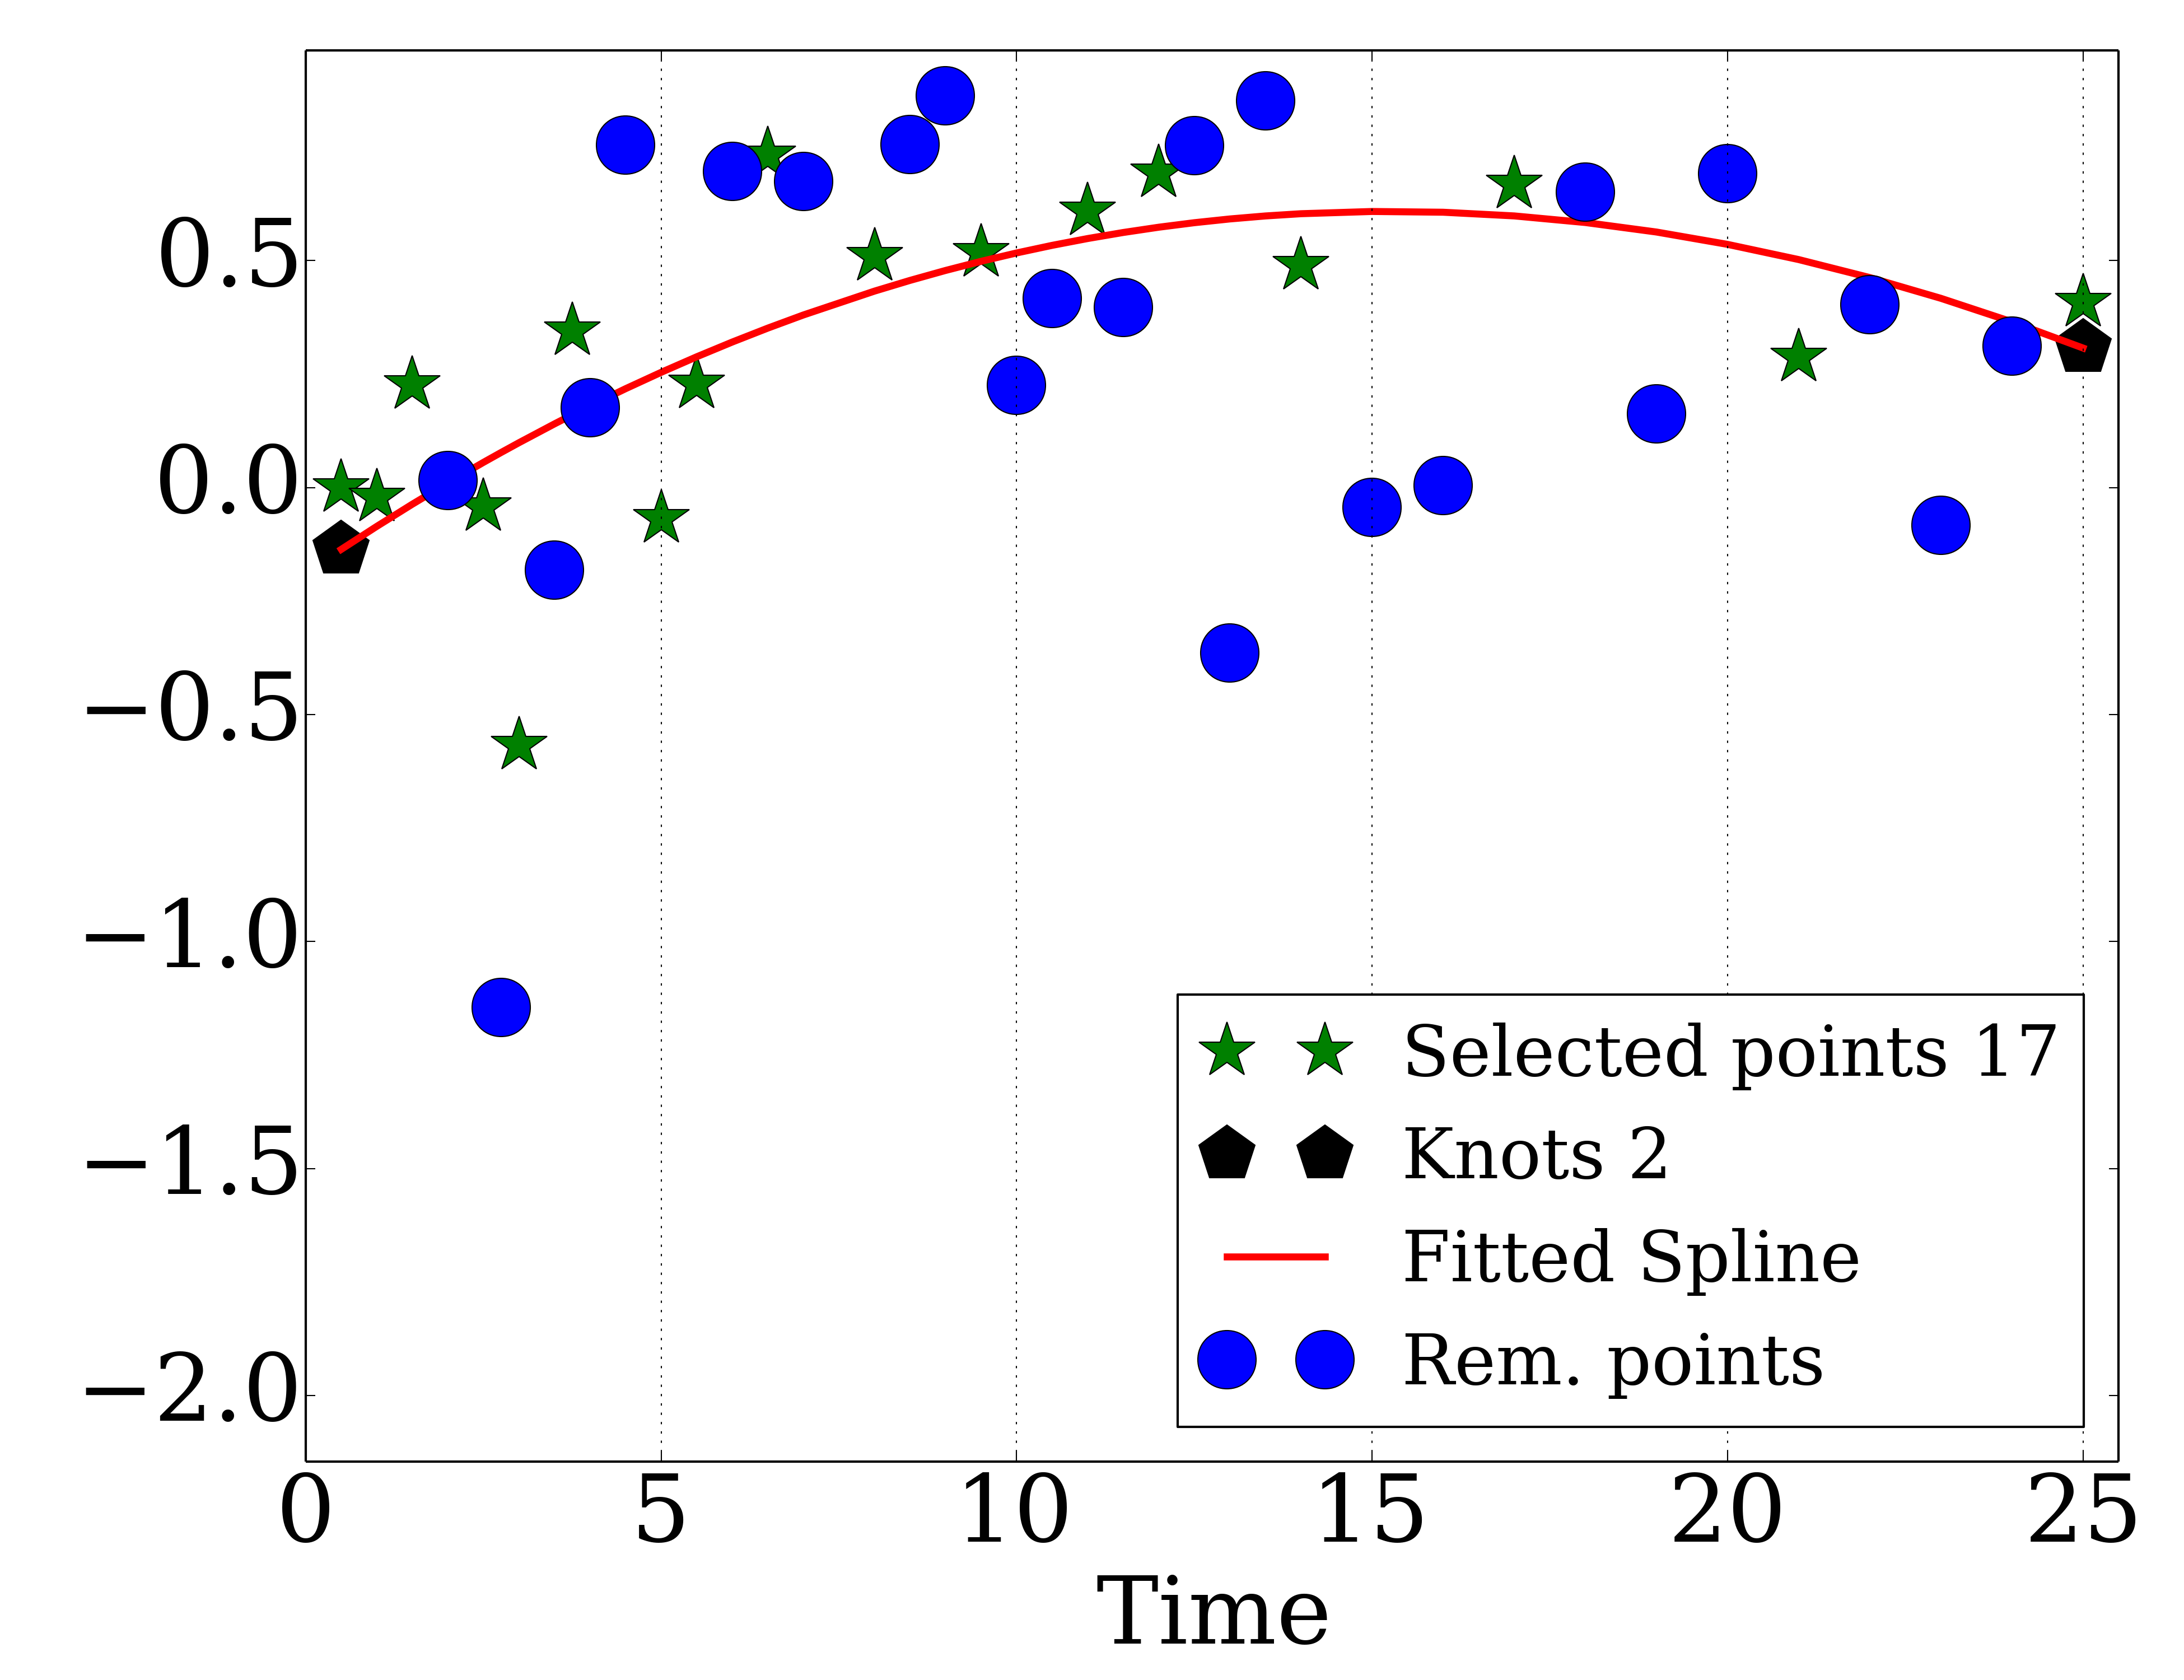 0.5
0.0
−0.5
−1.0
−1.5
−2.0
Selected points 17
Knots 2
Fitted Spline
Rem. points
0 5 10 15 20 25
Time